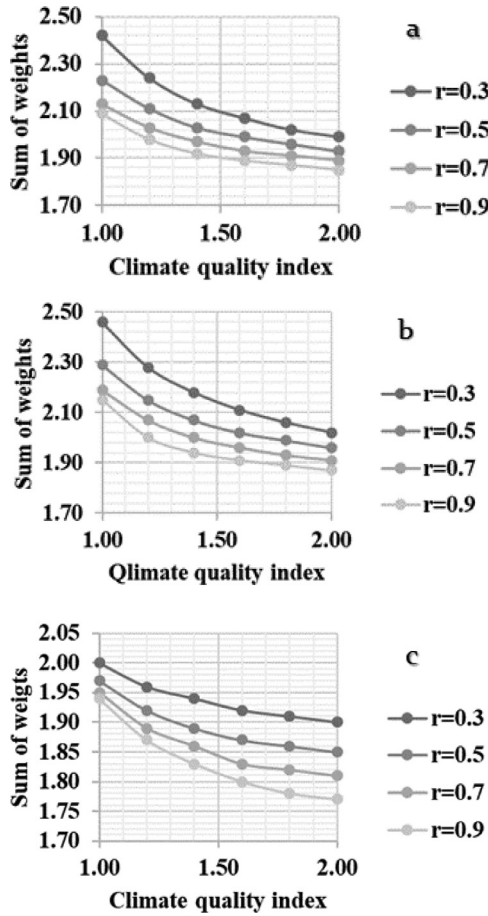 a
2.50
2.30
2.10
1.90
1.70
Sum of weights
1.00 1.50 2.00
Climate quality index
r=0.3
r=0.5
r=0.7
r=0.9
b
2.50
2.30
2.10
1.90
1.70
Sum of weights
1.00 1.50 2.00
Qlimate quality index
r=0.3
r=0.5
r=0.7
r=0.9
c
2.05
2.00
1.95
1.90
1.85
1.80
1.75
1.70
Sum of weigts
1.00 1.50 2.00
Climate quality index
r=0.3
r=0.5
r=0.7
r=0.9